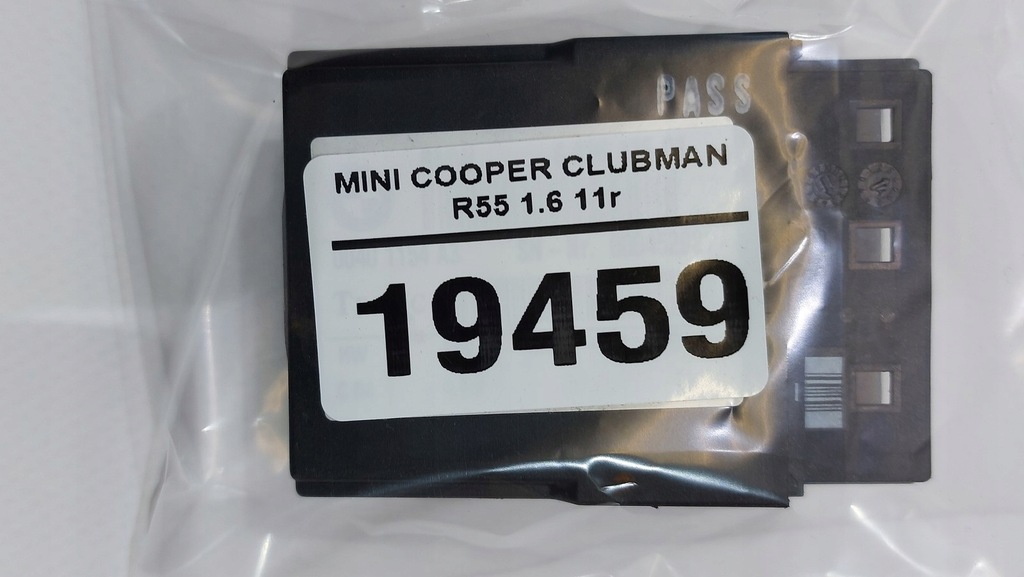 PASS
MINI COOPER CLUBMAN
R55 1.6 11r
19459